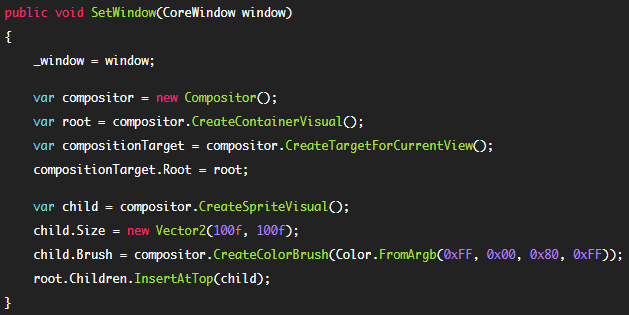 public void SetWindow(CoreWindow window)
{
    _window = window;

    var compositor = new Compositor();
    var root = compositor.CreateContainerVisual();
    var compositionTarget = compositor.CreateTargetForCurrentView();
    compositionTarget.Root = root;

    var child = compositor.CreateSpriteVisual();
    child.Size = new Vector2(100f, 100f);
    child.Brush = compositor.CreateColorBrush(Color.FromArgb(0xFF, 0x00, 0x80, 0xFF));
    root.Children.InsertAtTop(child);
}